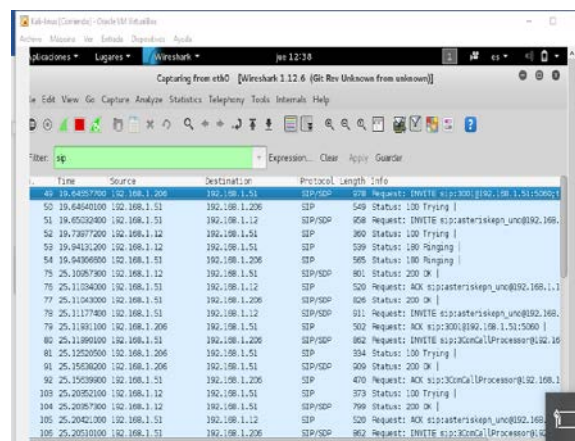 Kali-linux [Corriendo] - Oracle VM VirtualBox
Archivo Máquina Ver Entrada Dispositivos Ayuda
Aplicaciones Lugares Wireshark jue 12:38 1 es
Capturing from eth0 [Wireshark 1.12.6 (Git Rev Unknown from unknown)]
File Edit View Go Capture Analyze Statistics Telephony Tools Internals Help
Filter: sip Expression... Clear Apply Guardar
Time Source Destination Protocol Length Info
49 19.64557700 192.168.1.206 192.168.1.51 SIP/SDP 978 Request: INVITE sip:3001@192.168.1.51:5060;t
50 19.64640100 192.168.1.51 192.168.1.206 SIP 549 Status: 100 Trying |
51 19.65032400 192.168.1.51 192.168.1.12 SIP/SDP 958 Request: INVITE sip:asteriskepn_unc@192.168.
52 19.73977200 192.168.1.12 192.168.1.51 SIP 360 Status: 100 Trying |
53 19.94131200 192.168.1.12 192.168.1.51 SIP 539 Status: 180 Ringing |
54 19.94306800 192.168.1.51 192.168.1.206 SIP 565 Status: 180 Ringing |
75 25.10957300 192.168.1.12 192.168.1.51 SIP/SDP 801 Status: 200 OK |
76 25.11034000 192.168.1.51 192.168.1.12 SIP 520 Request: ACK sip:asteriskepn_unc@192.168.1.1
77 25.11043000 192.168.1.51 192.168.1.206 SIP/SDP 826 Status: 200 OK |
78 25.11177400 192.168.1.51 192.168.1.12 SIP/SDP 911 Request: INVITE sip:asteriskepn_unc@192.168.
79 25.11931100 192.168.1.206 192.168.1.51 SIP 502 Request: ACK sip:3001@192.168.1.51:5060 |
80 25.11990100 192.168.1.51 192.168.1.206 SIP/SDP 862 Request: INVITE sip:3ComCallProcessor@192.16
81 25.12520500 192.168.1.206 192.168.1.51 SIP 334 Status: 100 Trying |
91 25.15638200 192.168.1.206 192.168.1.51 SIP/SDP 909 Status: 200 OK |
92 25.15639900 192.168.1.51 192.168.1.206 SIP 470 Request: ACK sip:3ComCallProcessor@192.168.1
103 25.20352100 192.168.1.12 192.168.1.51 SIP 373 Status: 100 Trying |
104 25.20357300 192.168.1.12 192.168.1.51 SIP/SDP 799 Status: 200 OK |
105 25.20421000 192.168.1.51 192.168.1.12 SIP 520 Request: ACK sip:asteriskepn_unc@192.168.
106 25.20510100 192.168.1.51 192.168.1.206 SIP/SDP 862 Request: INVITE sip:3ComCallProcessor@192.16